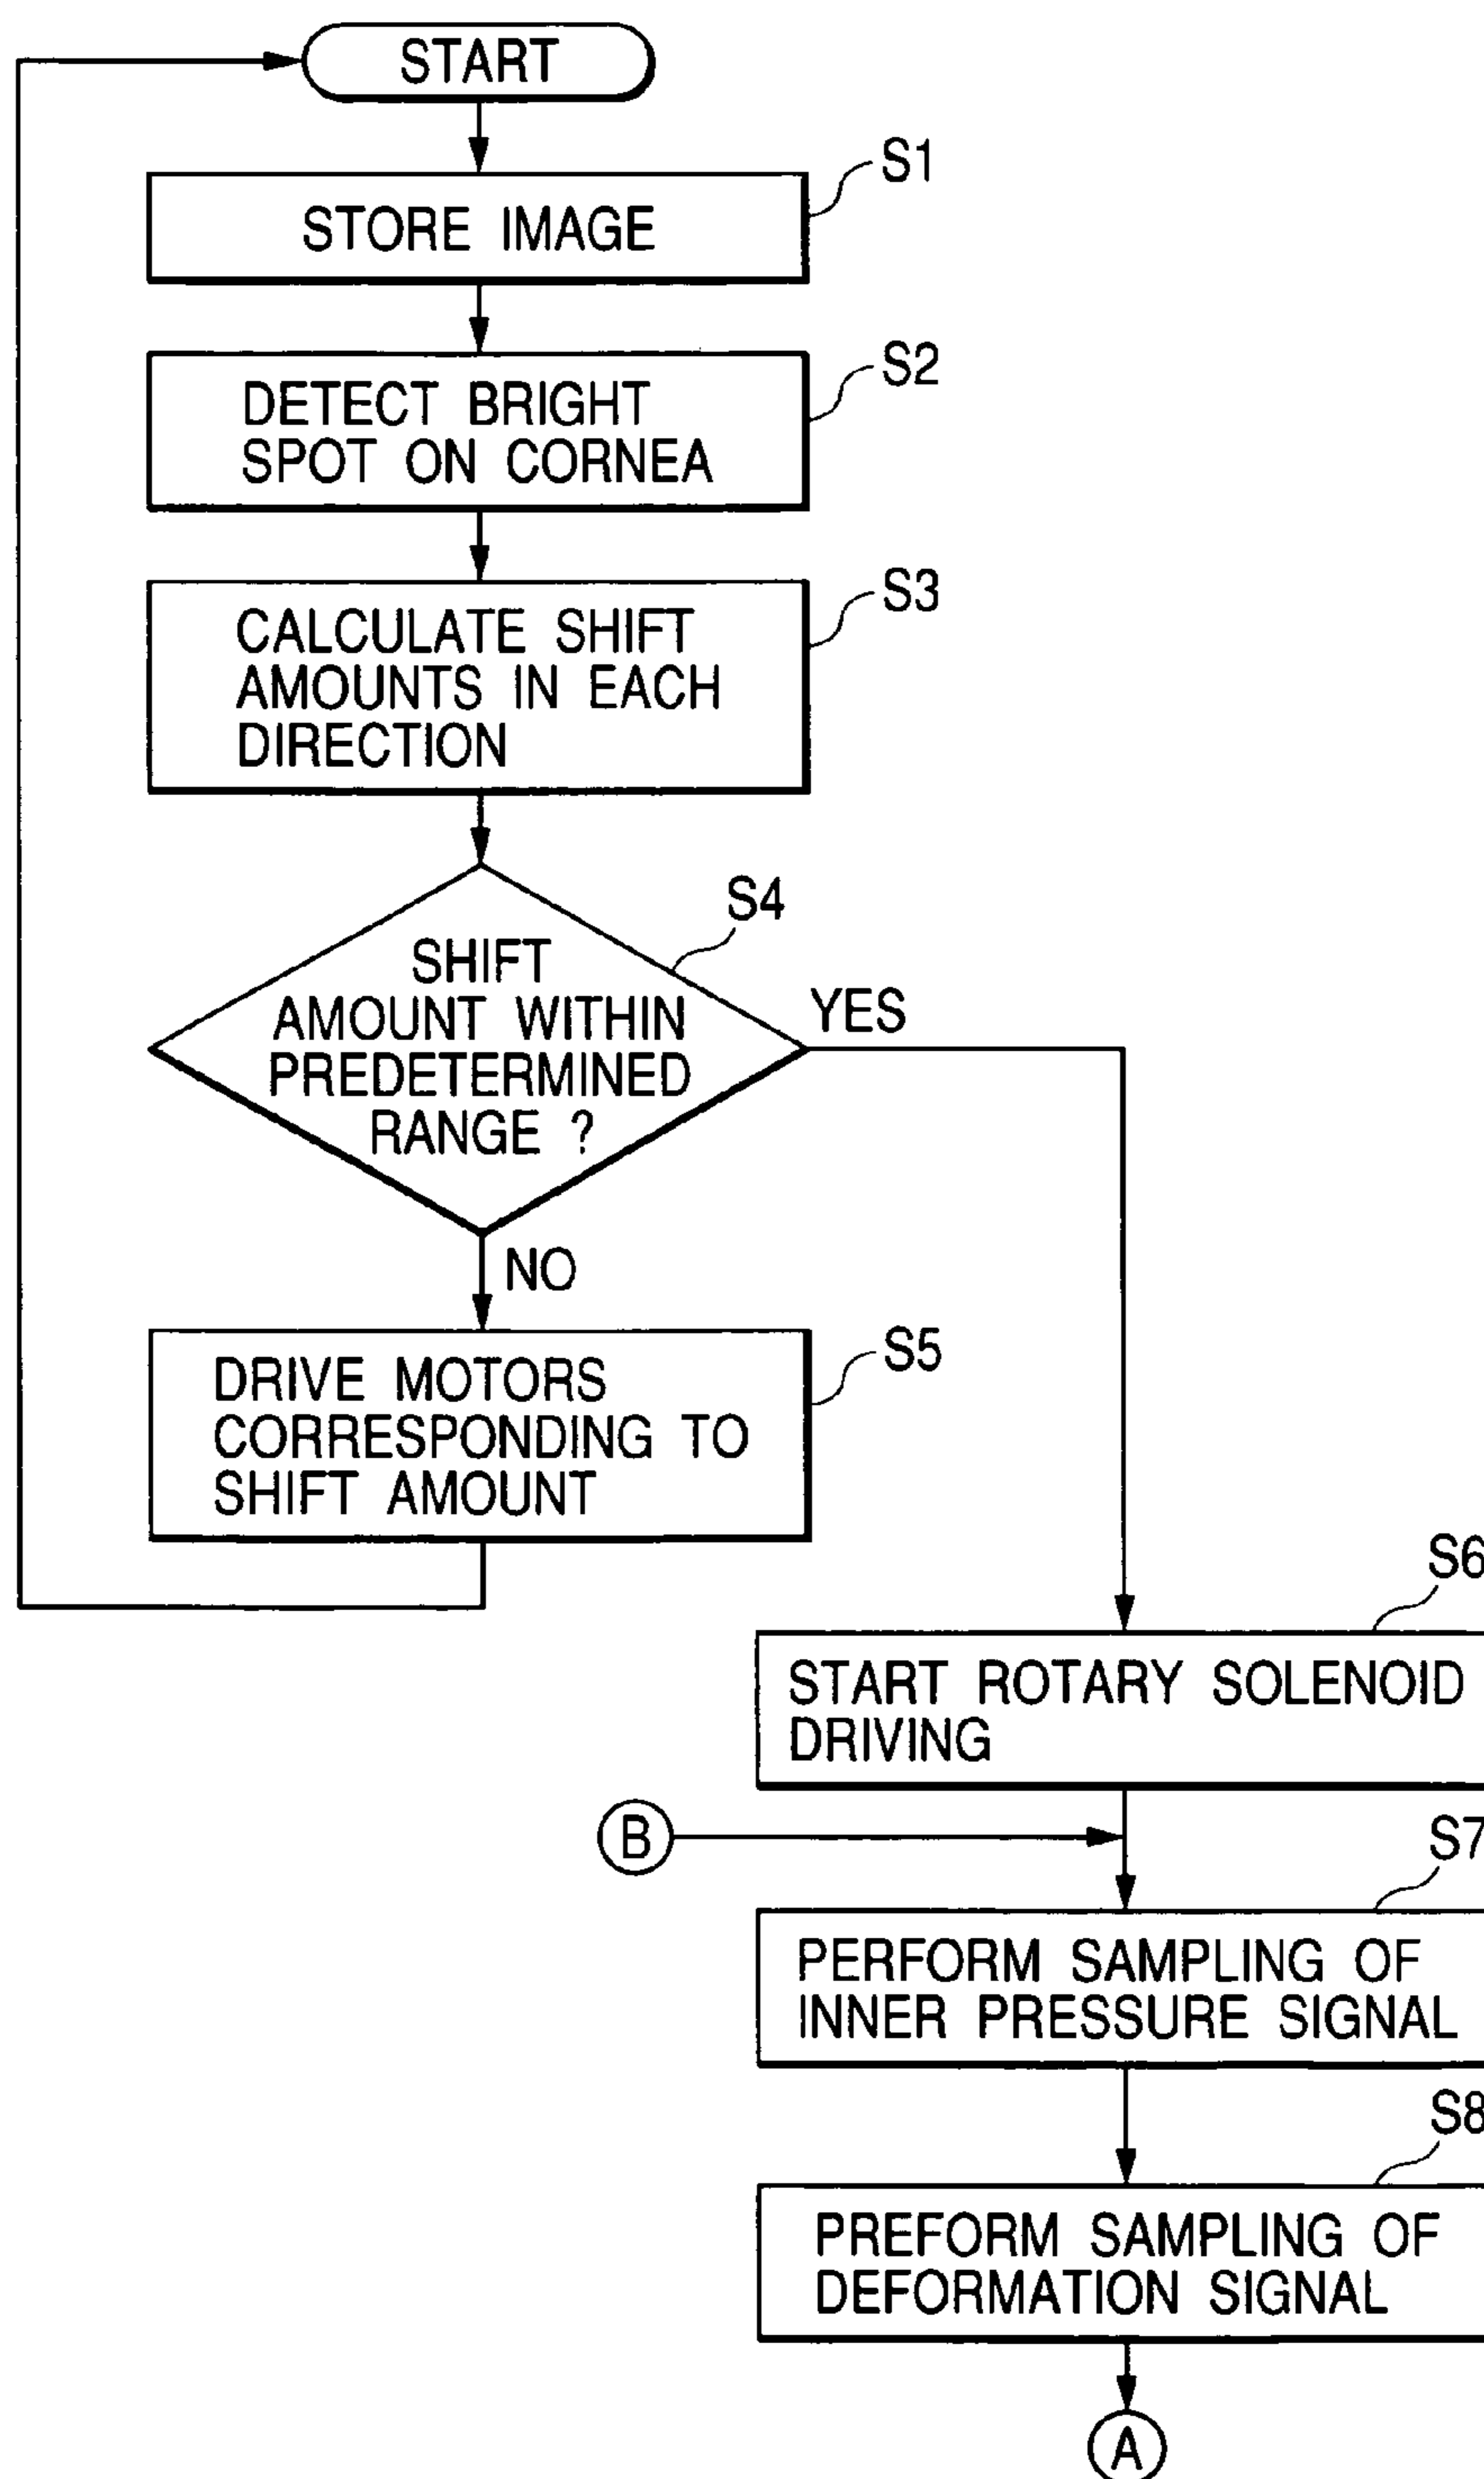 START
S1
STORE IMAGE
S2
DETECT BRIGHT
SPOT ON CORNEA
S3
CALCULATE SHIFT
AMOUNTS IN EACH
DIRECTION
S4
SHIFT
AMOUNT WITHIN
PREDETERMINED
RANGE ?
YES
NO
S5
DRIVE MOTORS
CORRESPONDING TO
SHIFT AMOUNT
S6
START ROTARY SOLENOID
DRIVING
B
S7
PERFORM SAMPLING OF
INNER PRESSURE SIGNAL
S8
PREFORM SAMPLING OF
DEFORMATION SIGNAL
A